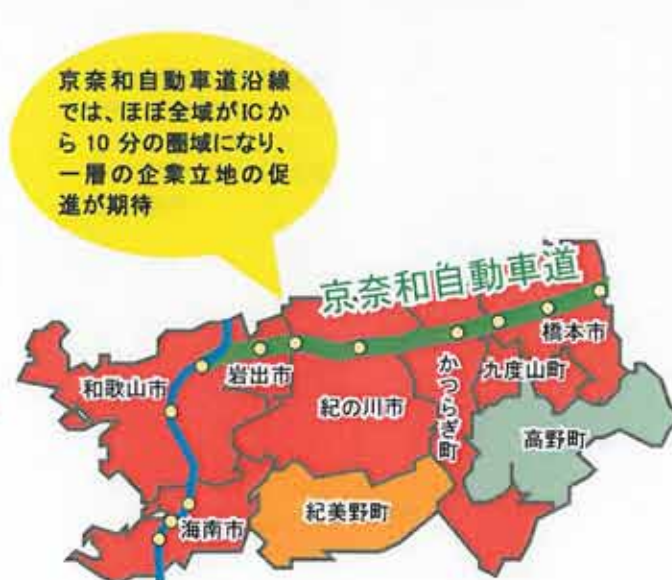 京奈和自動車道沿線
では、ほぼ全域がICか
ら10分の圏域になり、
一層の企業立地の促
進が期待
京奈和自動車道
橋本市
和歌山市
岩出市
かつらぎ町
九度山町
紀の川市
高野町
紀美野町
海南市